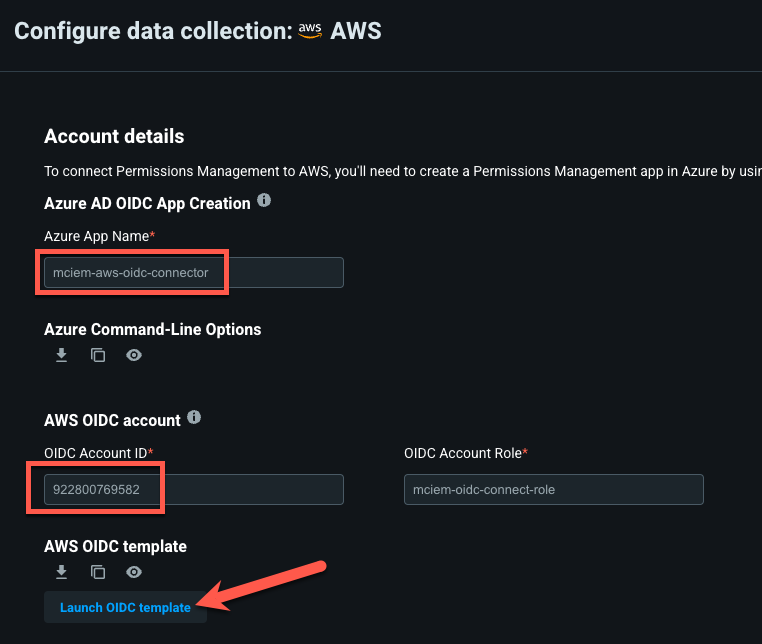 Configure data collection: aws AWS
Account details
To connect Permissions Management to AWS, you'll need to create a Permissions Management app in Azure by
Azure AD OIDC App Creation
Azure App Name*
mciem-aws-oidc-connector
Azure Command-Line Options
AWS OIDC account
OIDC Account ID*
OIDC Account Role*
922800769582
mciem-oidc-connect-role
AWS OIDC template
Launch OIDC template